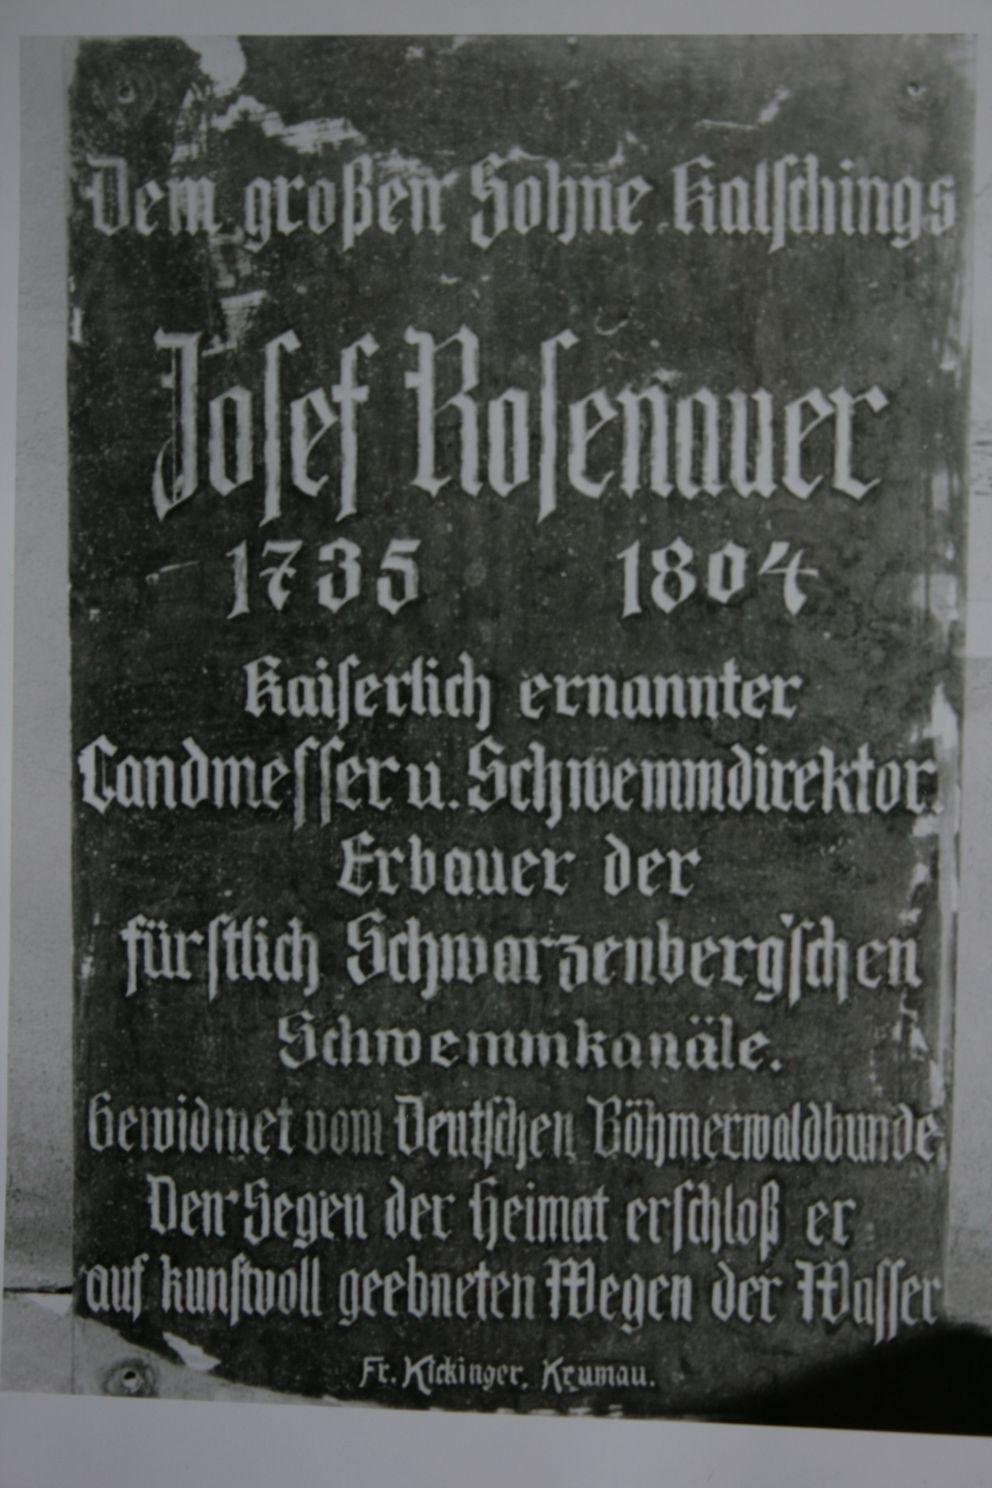 Dem großen Sohne Kalschings
Josef Rosenauer
1735 1804
Kaiserlich ernannter
Landmesser u. Schwemmdirektor.
Erbauer der
fürstlich Schwarzenberg'schen
Schwemmkanäle.
Gewidmet vom Deutschen Böhmerwaldbunde.
Den Segen der Heimat erschloß er
auf kunstvoll geebneten Wegen der Wasser
Fr. Kickinger, Krumau.